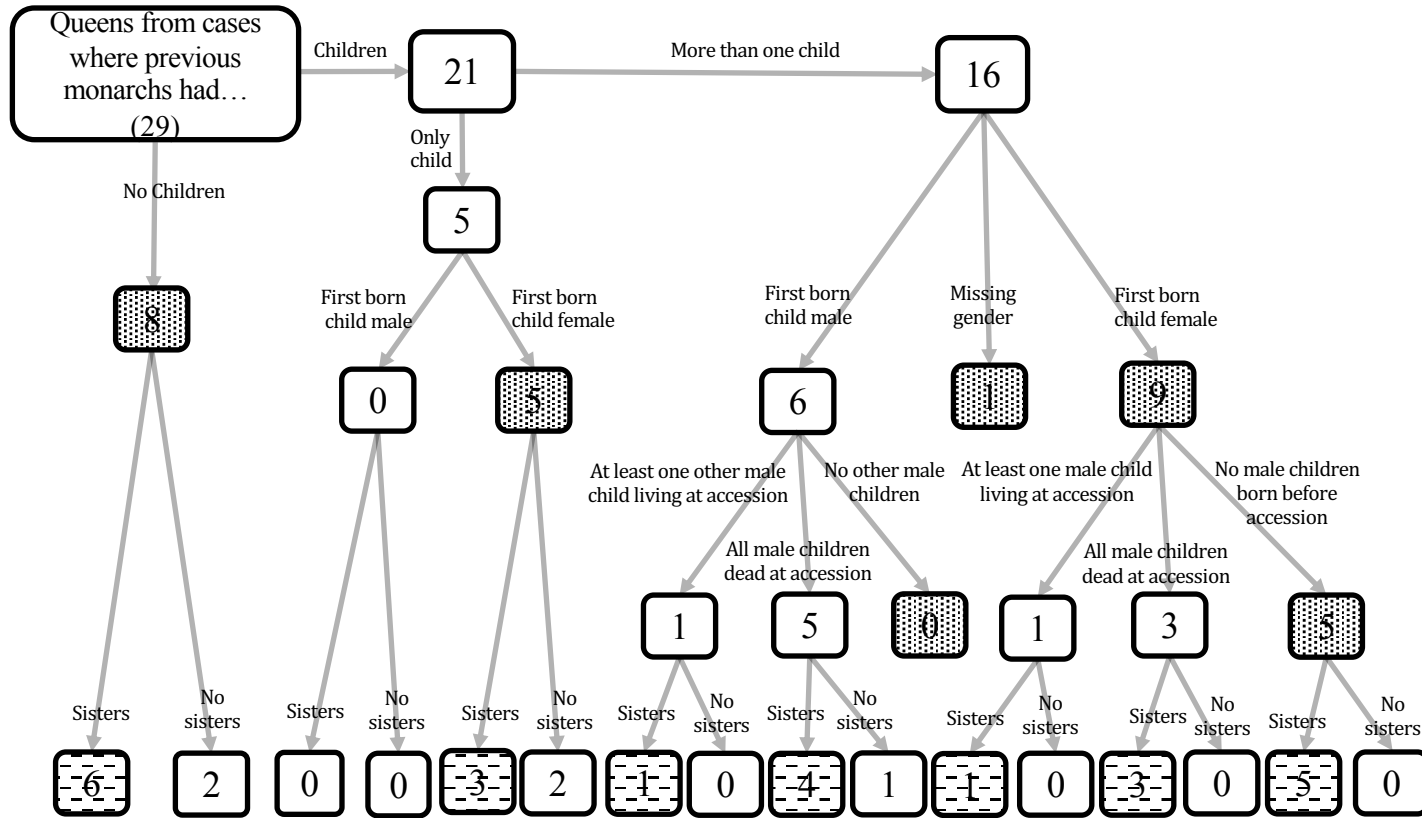 Queens from cases
where previous
monarchs had…
(29)
Children
21
More than one child
16
Only
child
No Children
5
8
First born
child male
First born
child female
First born
child male
Missing
gender
First born
child female
0
5
6
1
9
At least one other male
child living at accession
No other male
children
At least one male child
living at accession
No male children
born before
accession
All male children
dead at accession
All male children
dead at accession
1
5
0
1
3
5
Sisters
No
sisters
Sisters
No
sisters
Sisters
No
sisters
Sisters
No
sisters
Sisters
No
sisters
Sisters
No
sisters
Sisters
No
sisters
Sisters
No
sisters
6
2
0
0
3
2
1
0
4
1
1
0
3
0
5
0